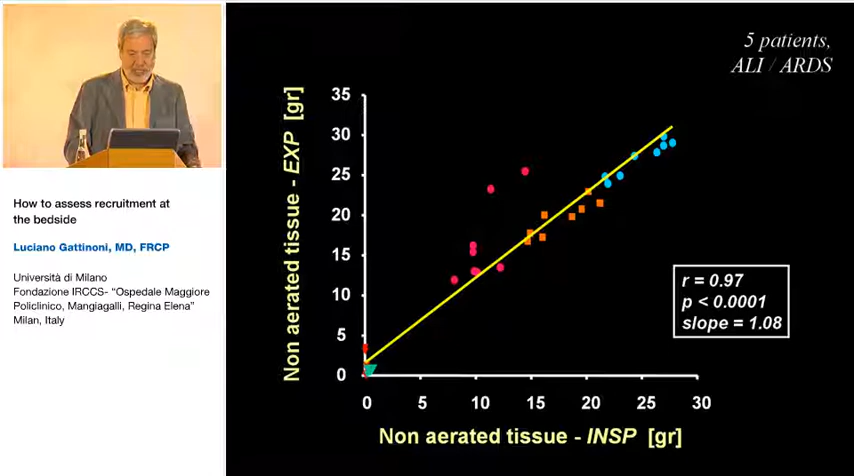 How to assess recruitment at
the bedside
Luciano Gattinoni, MD, FRCP
Università di Milano
Fondazione IRCCS- “Ospedale Maggiore
Policlinico, Mangiagalli, Regina Elena”
Milan, Italy
5 patients,
ALI / ARDS
Non aerated tissue - EXP [gr]
35
30
25
20
15
10
5
0
0 5 10 15 20 25 30
Non aerated tissue - INSP [gr]
r = 0.97
p < 0.0001
slope = 1.08